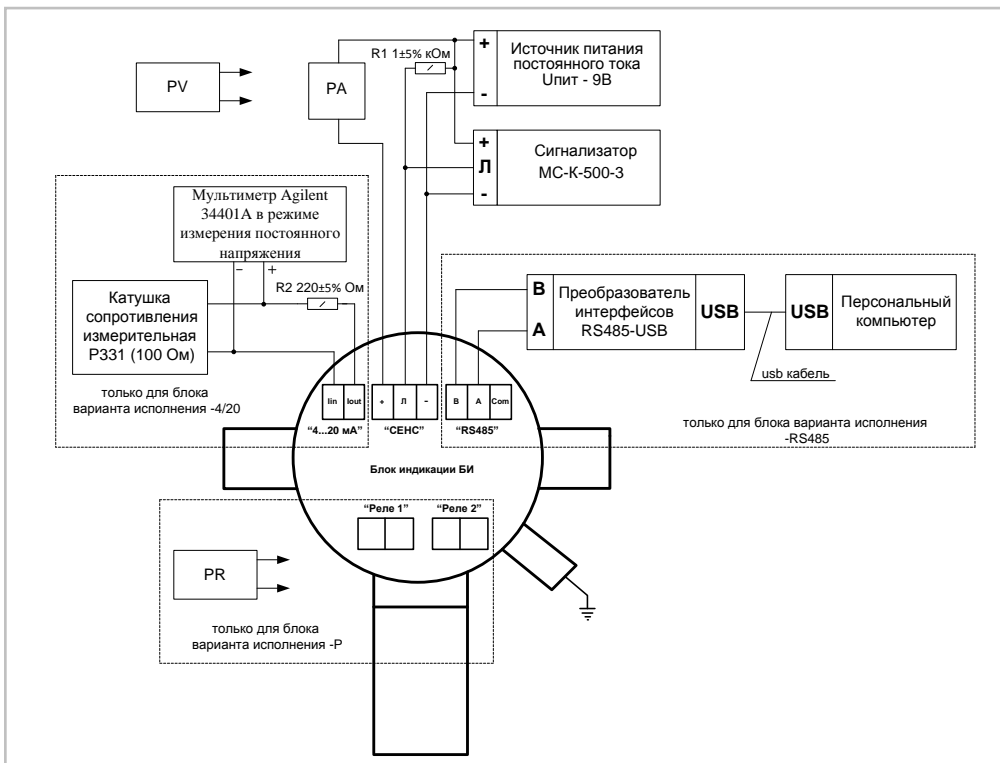 PV
PA
R1 1±5% кОм
+
-
Источник питания
постоянного тока
Uпит - 9В
+
Л
-
Сигнализатор
МС-К-500-3
Мультиметр Agilent
34401А в режиме
измерения постоянного
напряжения
− +
R2 220±5% Ом
Катушка
сопротивления
измерительная
Р331 (100 Ом)
только для блока
варианта исполнения -4/20
B
A
Преобразователь
интерфейсов
RS485-USB
USB
USB
Персональный
компьютер
usb кабель
только для блока варианта исполнения
-RS485
Iin Iout
+ Л −
B A Com
“4...20 мА”
“СЕНС”
“RS485”
Блок индикации БИ
“Реле 1”
“Реле 2”
PR
только для блока
варианта исполнения -Р